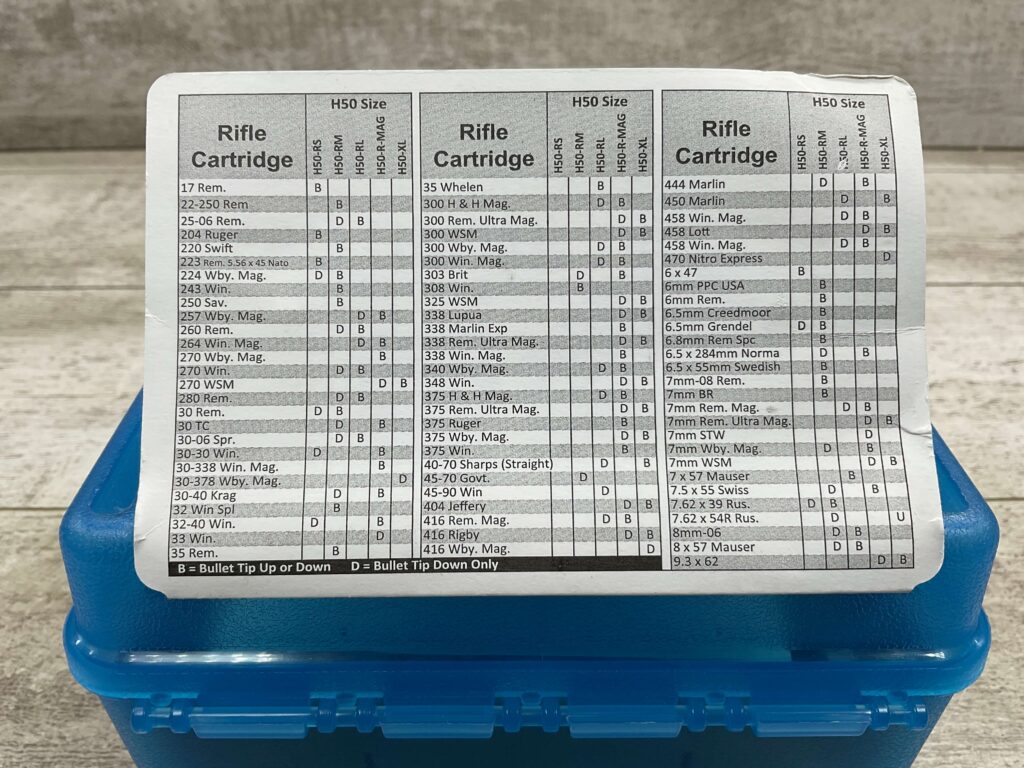 H50 Size
Rifle Cartridge H50-RS H50-RM H50-RL H50-R-MAG H50-XL
17 Rem. B
22-250 Rem B
25-06 Rem. D B
204 Ruger B
220 Swift B
223 Rem. 5.56 x 45 Nato B
224 Wby. Mag. D B
243 Win. B
250 Sav. B
257 Wby. Mag. D B
260 Rem. D B
264 Win. Mag. D B
270 Wby. Mag. B
270 Win. D B
270 WSM D B
280 Rem. D B
30 Rem. D B
30 TC D B
30-06 Spr. D B
30-30 Win. D B
30-338 Win. Mag. B
30-378 Wby. Mag. D
30-40 Krag D B
32 Win Spl B
32-40 Win. D B
33 Win. D
35 Rem. B
B = Bullet Tip Up or Down D = Bullet Tip Down Only
H50 Size
Rifle Cartridge H50-RS H50-RM H50-RL H50-R-MAG H50-XL
35 Whelen B
300 H & H Mag. D B
300 Rem. Ultra Mag. D B
300 WSM D B
300 Wby. Mag. D B
300 Win. Mag. D B
303 Brit D B
308 Win. B
325 WSM D B
338 Lupua D B
338 Marlin Exp B
338 Rem. Ultra Mag. D B
338 Win. Mag. B
340 Wby. Mag. D B
348 Win. D B
375 H & H Mag. D B
375 Rem. Ultra Mag. D B
375 Ruger B
375 Wby. Mag. D B
375 Win. B
40-70 Sharps (Straight) D B
45-70 Govt. D
45-90 Win D
404 Jeffery D B
416 Rem. Mag. D B
416 Rigby D B
416 Wby. Mag. D
H50 Size
Rifle Cartridge H50-RS H50-RM H50-RL H50-R-MAG H50-XL
444 Marlin D B
450 Marlin D B
458 Win. Mag. D B
458 Lott D B
458 Win. Mag. D B
470 Nitro Express D
6 x 47 B
6mm PPC USA B
6mm Rem. B
6.5mm Creedmoor B
6.5mm Grendel D B
6.8mm Rem Spc B
6.5 x 284mm Norma D B
6.5 x 55mm Swedish B
7mm-08 Rem. B
7mm BR B
7mm Rem. Mag. D B
7mm Rem. Ultra Mag. D B
7mm STW D
7mm Wby. Mag. D B
7mm WSM D B
7 x 57 Mauser B
7.5 x 55 Swiss D B
7.62 x 39 Rus. D B
7.62 x 54R Rus. D U
8mm-06 D B
8 x 57 Mauser D B
9.3 x 62 D B